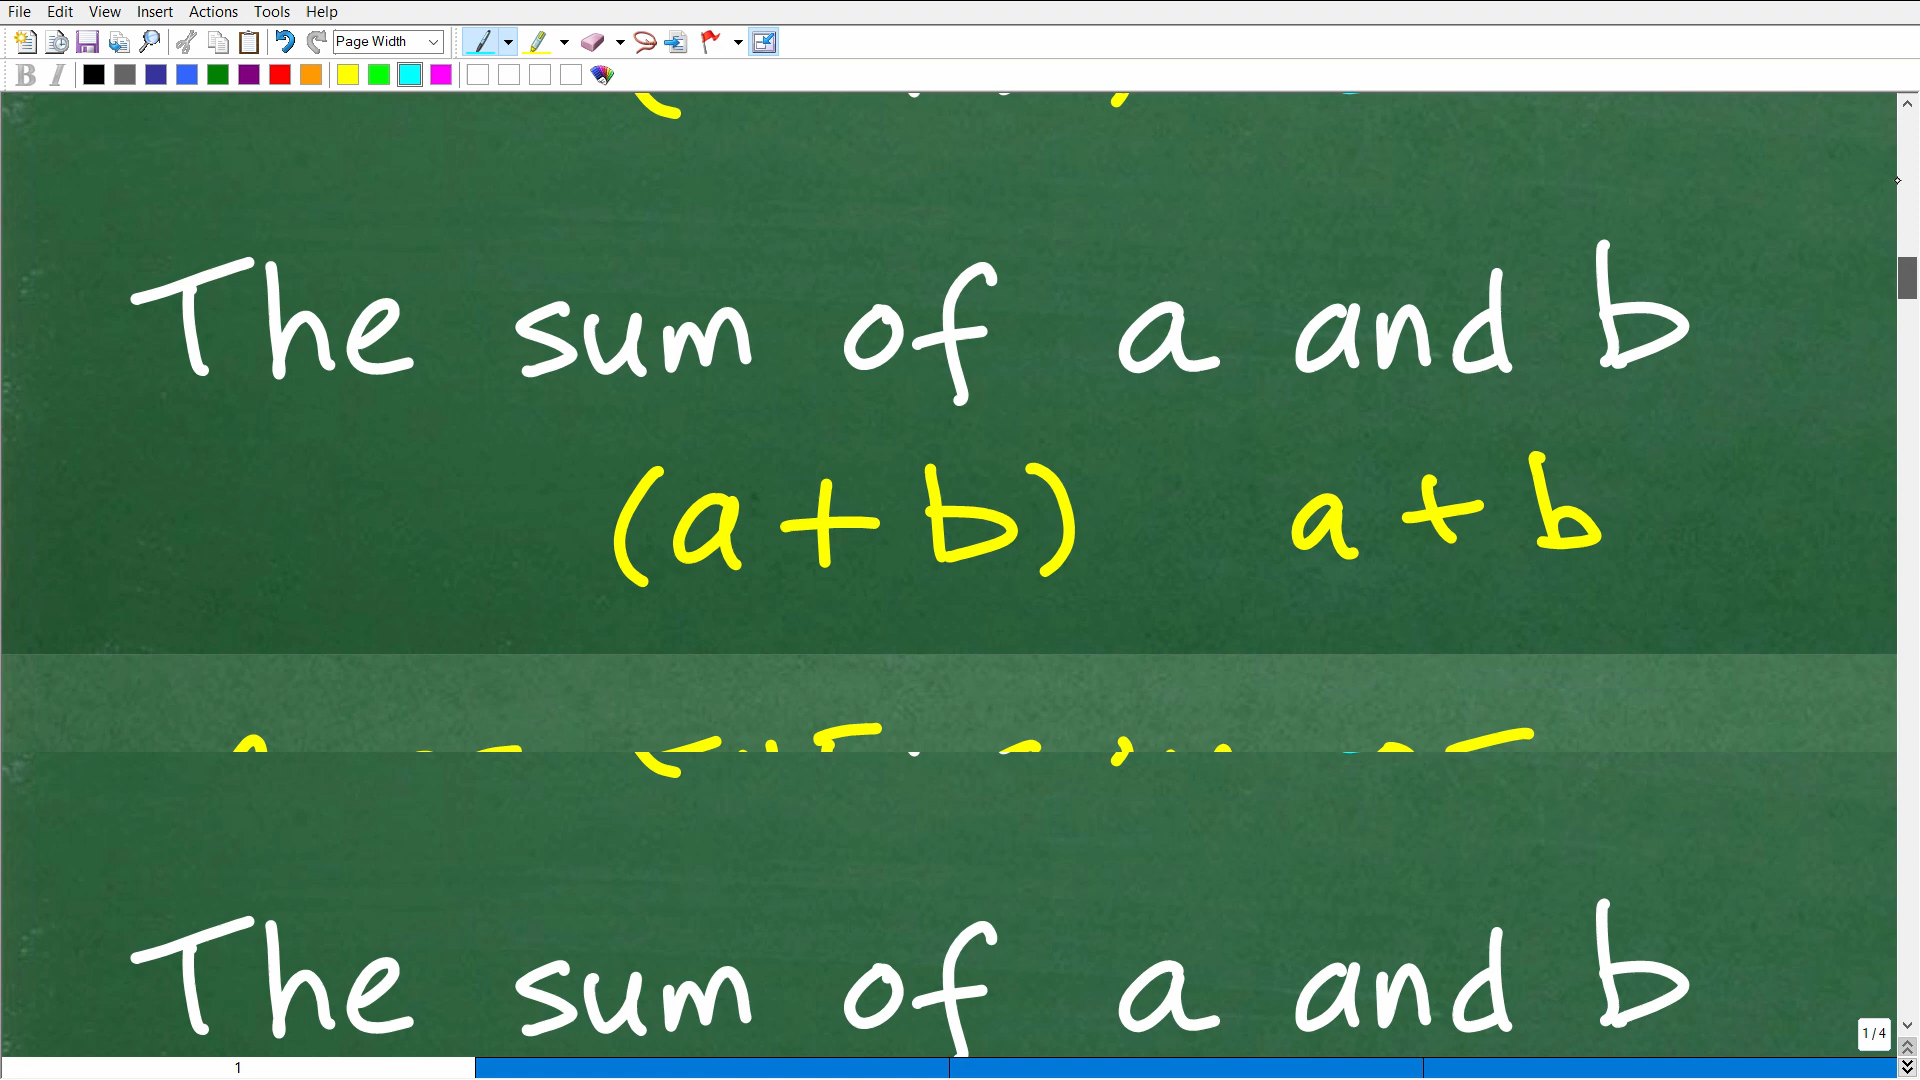 File Edit View Insert Actions Tools Help
Page Width
B I
The sum of a and b
(a + b) a + b
The sum of a and b
1 / 4
1